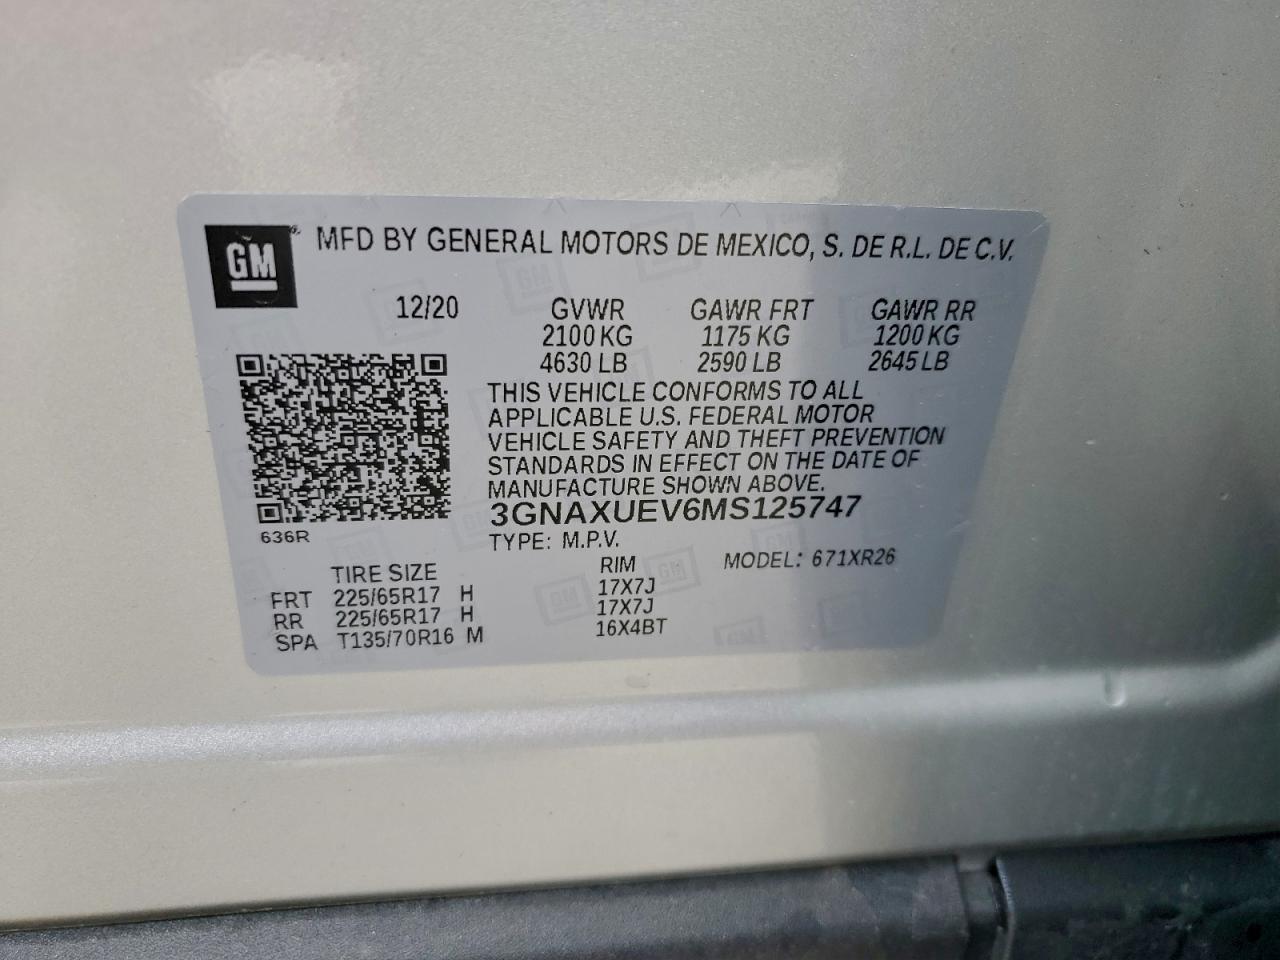 GM MFD BY GENERAL MOTORS DE MEXICO, S. DE R.L. DE C.V.
12/20 GVWR GAWR FRT GAWR RR
2100 KG 1175 KG 1200 KG
4630 LB 2590 LB 2645 LB
THIS VEHICLE CONFORMS TO ALL
APPLICABLE U.S. FEDERAL MOTOR
VEHICLE SAFETY AND THEFT PREVENTION
STANDARDS IN EFFECT ON THE DATE OF
MANUFACTURE SHOWN ABOVE.
3GNAXUEV6MS125747
636R
TYPE: M.P.V.
MODEL: 671XR26
TIRE SIZE RIM
FRT 225/65R17 H 17X7J
RR 225/65R17 H 17X7J
SPA T135/70R16 M 16X4BT